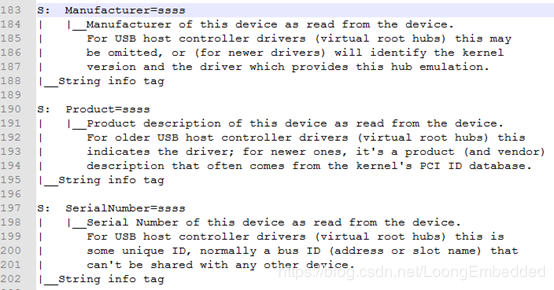 183 S:  Manufacturer=ssss
184 |   |__Manufacturer of this device as read from the device.
185 |      For USB host controller drivers (virtual root hubs) this may
186 |      be omitted, or (for newer drivers) will identify the kernel
187 |      version and the driver which provides this hub emulation.
188 |__String info tag
189
190 S:  Product=ssss
191 |   |__Product description of this device as read from the device.
192 |      For older USB host controller drivers (virtual root hubs) this
193 |      indicates the driver; for newer ones, it's a product (and vendor)
194 |      description that often comes from the kernel's PCI ID database.
195 |__String info tag
196
197 S:  SerialNumber=ssss
198 |   |__Serial Number of this device as read from the device.
199 |      For USB host controller drivers (virtual root hubs) this is
200 |      some unique ID, normally a bus ID (address or slot name) that
201 |      can't be shared with any other device.
202 |__String info tag
https://blog.csdn.net/LoongEmbedded